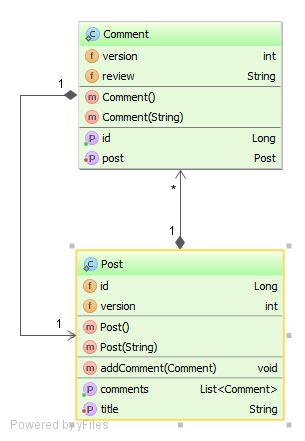 C Comment
f version int
f review String
m Comment()
m Comment(String)
P id Long
P post Post
1
1
*
1
C Post
f id Long
f version int
m Post()
m Post(String)
m addComment(Comment) void
P comments List<Comment>
P title String
Powered by yFiles